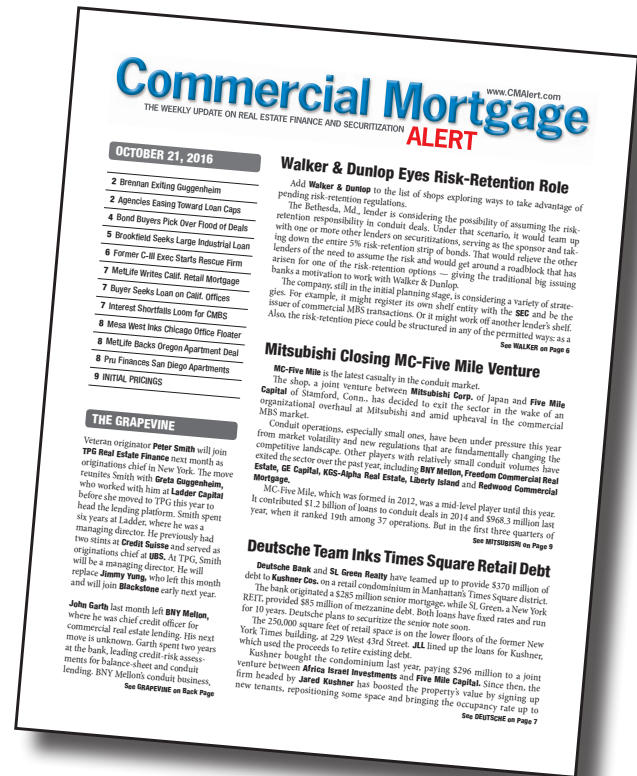 www.CMAlert.com
Commercial Mortgage
THE WEEKLY UPDATE ON REAL ESTATE FINANCE AND SECURITIZATION
ALERT
OCTOBER 21, 2016
2 Brennan Exiting Guggenheim
2 Agencies Easing Toward Loan Caps
4 Bond Buyers Pick Over Flood of Deals
5 Brookfield Seeks Large Industrial Loan
6 Former C-III Exec Starts Rescue Firm
7 MetLife Writes Calif. Retail Mortgage
7 Buyer Seeks Loan on Calif. Offices
7 Interest Shortfalls Loom for CMBS
8 Mesa West Inks Chicago Office Floater
8 MetLife Backs Oregon Apartment Deal
8 Pru Finances San Diego Apartments
9 INITIAL PRICINGS
THE GRAPEVINE
Veteran originator Peter Smith will join
TPG Real Estate Finance next month as
originations chief in New York. The move
reunites Smith with Greta Guggenheim,
who worked with him at Ladder Capital
before she moved to TPG this year to
head the lending platform. Smith spent
six years at Ladder, where he was a
managing director. He previously had
two stints at Credit Suisse and served as
originations chief at UBS. At TPG, Smith
will be a managing director. He will
replace Jimmy Yung, who left this month
and will join Blackstone early next year.
John Garth last month left BNY Mellon,
where he was chief credit officer for
commercial real estate lending. His next
move is unknown. Garth spent two years
at the bank, leading credit-risk assess-
ments for balance-sheet and conduit
lending. BNY Mellon's conduit business,
See GRAPEVINE on Back Page
Walker & Dunlop Eyes Risk-Retention Role
Add Walker & Dunlop to the list of shops exploring ways to take advantage of
pending risk-retention regulations.
The Bethesda, Md., lender is considering the possibility of assuming the risk-
retention responsibility in conduit deals. Under that scenario, it would team up
with one or more other lenders on securitizations, serving as the sponsor and tak-
ing down the entire 5% risk-retention strip of bonds. That would relieve the other
lenders of the need to assume the risk and would get around a roadblock that has
arisen for one of the risk-retention options — giving the traditional big issuing
banks a motivation to work with Walker & Dunlop.
The company, still in the initial planning stage, is considering a variety of strate-
gies. For example, it might register its own shelf entity with the SEC and be the
issuer of commercial MBS transactions. Or it might work off another lender's shelf.
Also, the risk-retention piece could be structured in any of the permitted ways: as a
See WALKER on Page 6
Mitsubishi Closing MC-Five Mile Venture
MC-Five Mile is the latest casualty in the conduit market.
The shop, a joint venture between Mitsubishi Corp. of Japan and Five Mile
Capital of Stamford, Conn., has decided to exit the sector in the wake of an
organizational overhaul at Mitsubishi and amid upheaval in the commercial
MBS market.
Conduit operations, especially small ones, have been under pressure this year
from market volatility and new regulations that are fundamentally changing the
competitive landscape. Other players with relatively small conduit volumes have
exited the sector over the past year, including BNY Mellon, Freedom Commercial Real
Estate, GE Capital, KGS-Alpha Real Estate, Liberty Island and Redwood Commercial
Mortgage.
MC-Five Mile, which was formed in 2012, was a mid-level player until this year.
It contributed $1.2 billion of loans to conduit deals in 2014 and $968.3 million last
year, when it ranked 19th among 37 operations. But in the first three quarters of
See MITSUBISHI on Page 9
Deutsche Team Inks Times Square Retail Debt
Deutsche Bank and SL Green Realty have teamed up to provide $370 million of
debt to Kushner Cos. on a retail condominium in Manhattan's Times Square district.
The bank originated a $285 million senior mortgage, while SL Green, a New York
REIT, provided $85 million of mezzanine debt. Both loans have fixed rates and run
for 10 years. Deutsche plans to securitize the senior note soon.
The 250,000 square feet of retail space is on the lower floors of the former New
York Times building, at 229 West 43rd Street. JLL lined up the loans for Kushner,
which used the proceeds to retire existing debt.
Kushner bought the condominium last year, paying $296 million to a joint
venture between Africa Israel Investments and Five Mile Capital. Since then, the
firm headed by Jared Kushner has boosted the property's value by signing up
new tenants, repositioning some space and bringing the occupancy rate up to
See DEUTSCHE on Page 7